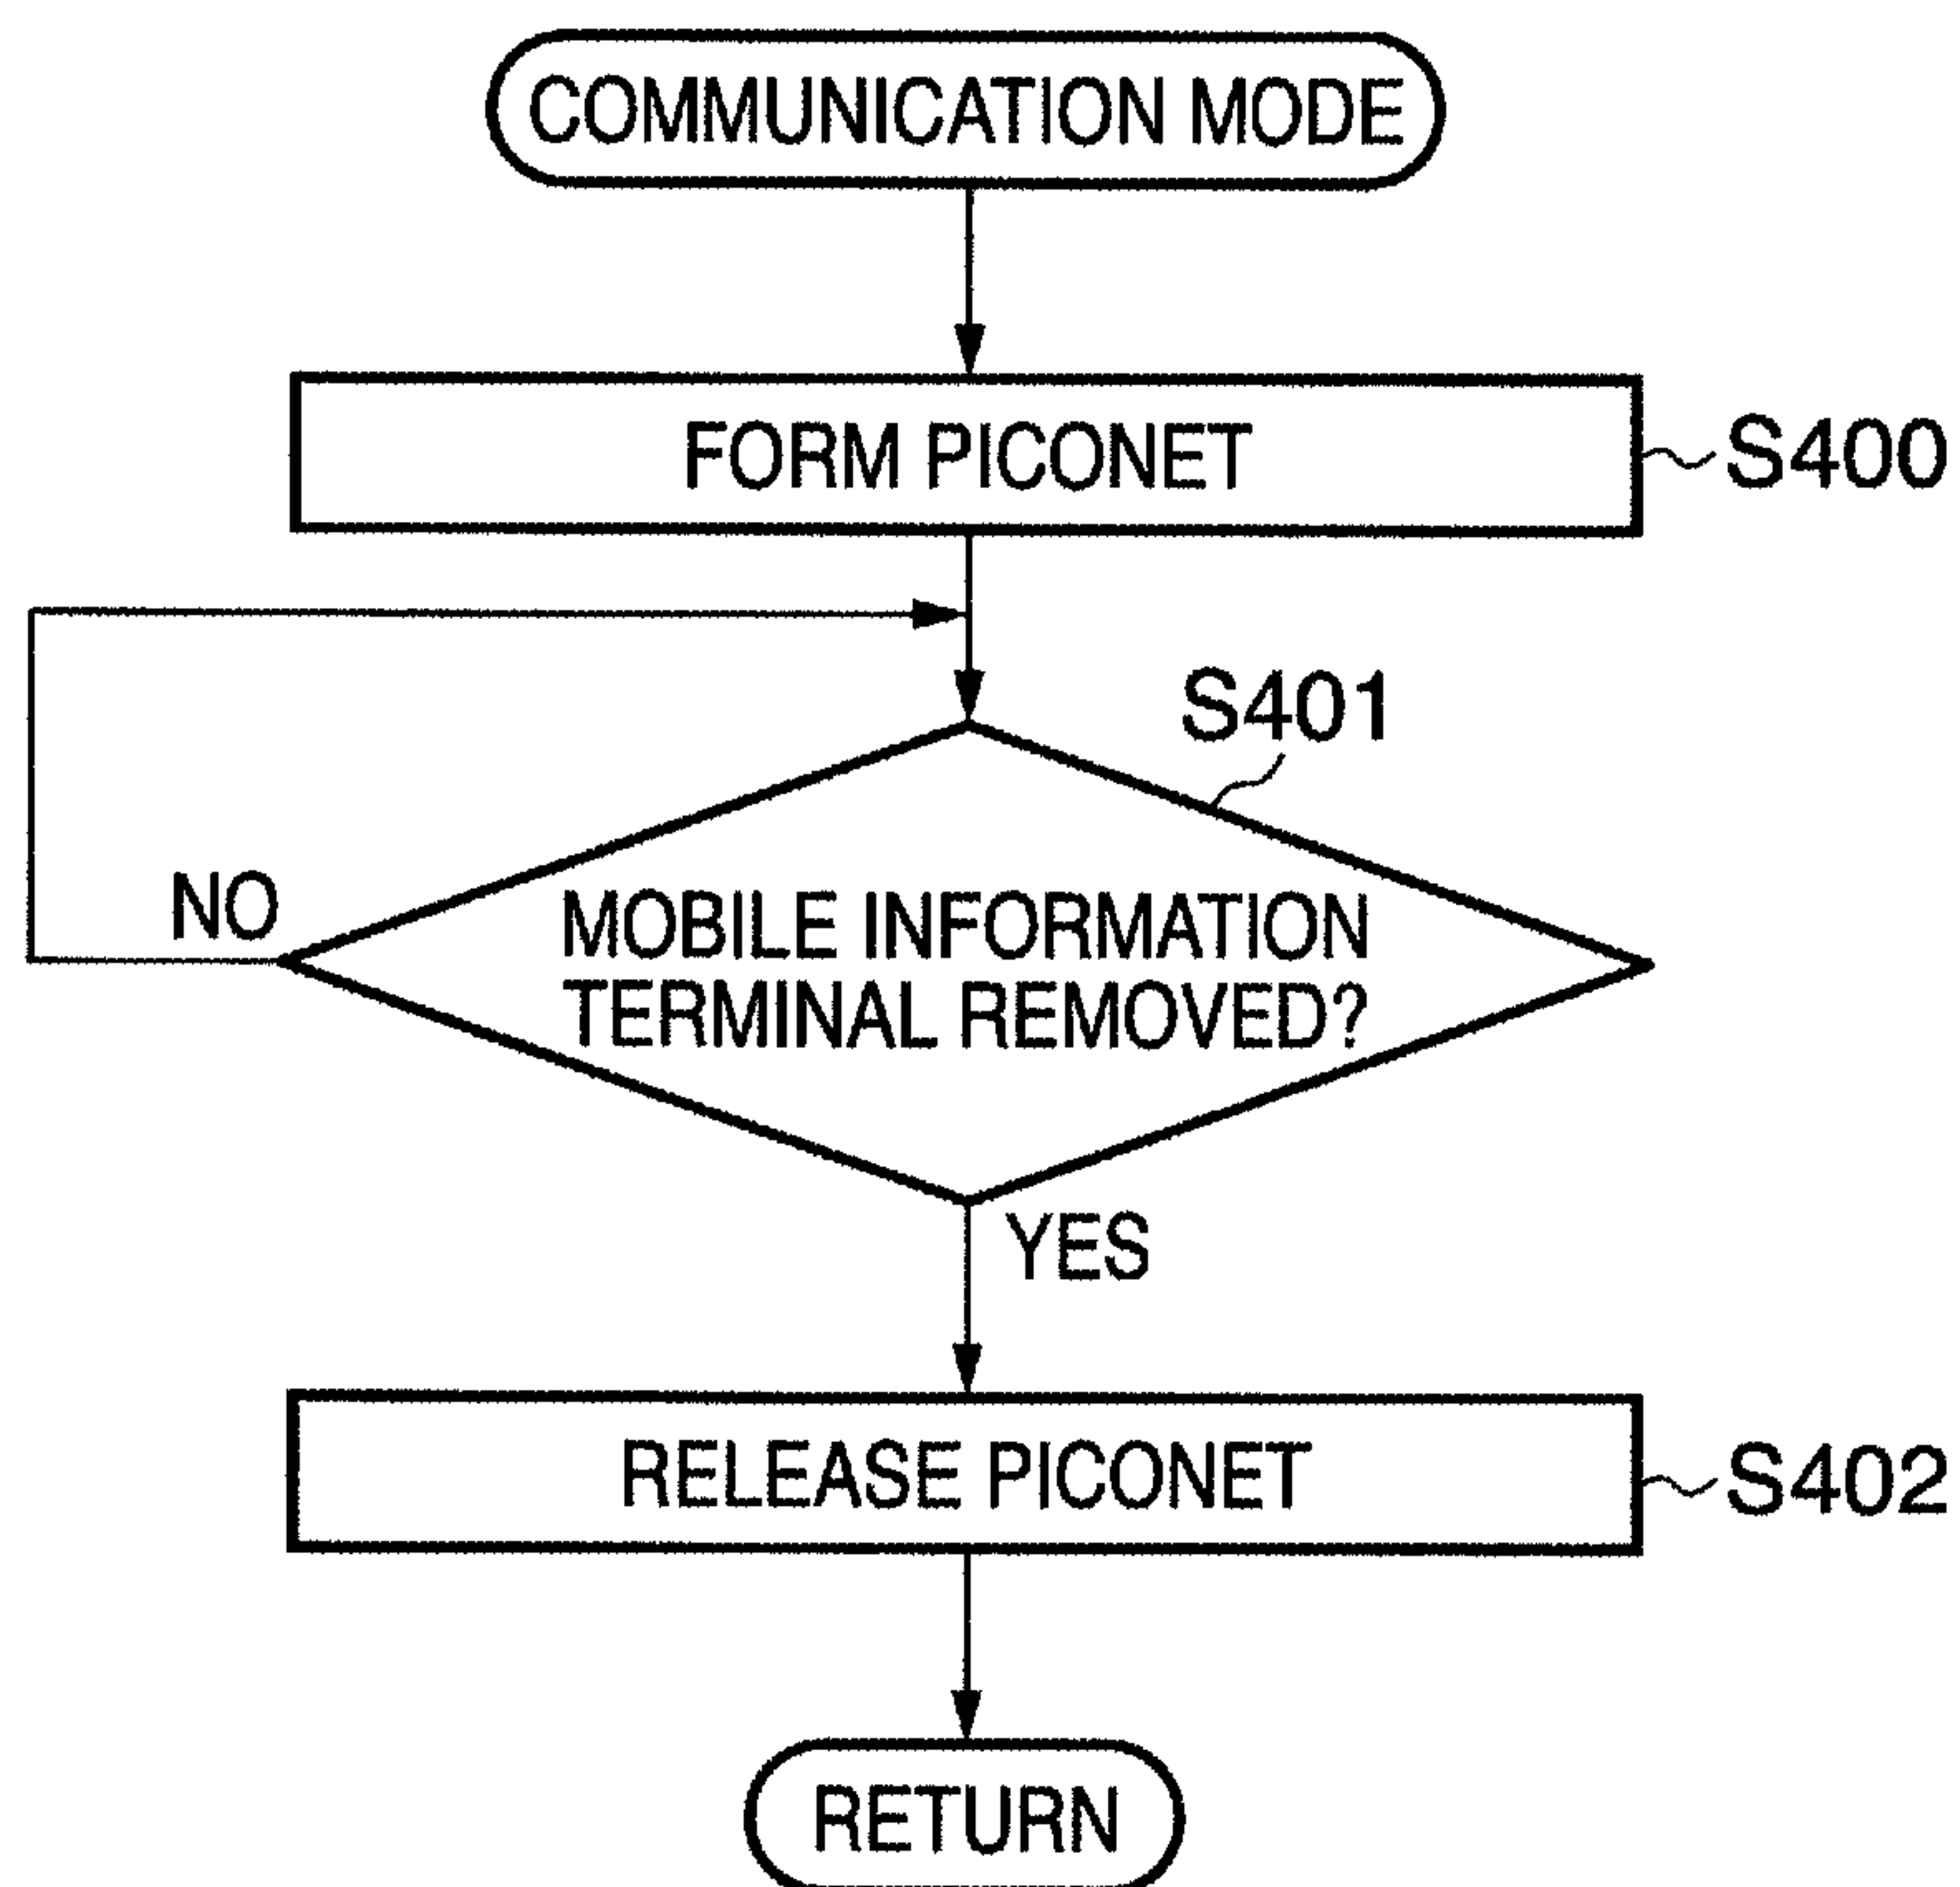 COMMUNICATION MODE
FORM PICONET
S400
S401
NO
MOBILE INFORMATION
TERMINAL REMOVED?
YES
RELEASE PICONET
S402
RETURN